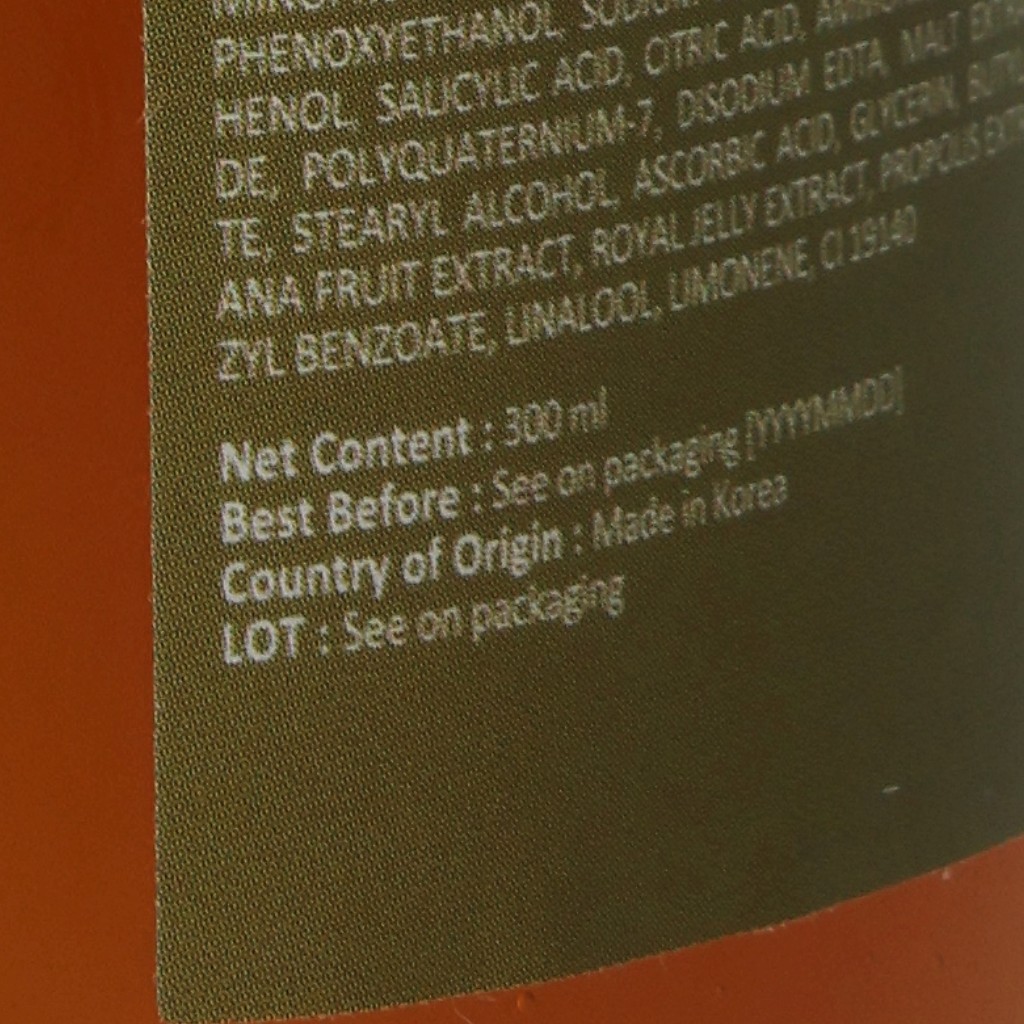 PHENOXYETHANOL, SODIUM
HENOL, SALICYLIC ACID, CITRIC ACID,
DE, POLYQUATERNIUM-7, DISODIUM EDTA, MALT
TE, STEARYL ALCOHOL, ASCORBIC ACID, GLYCERIN,
ANA FRUIT EXTRACT, ROYAL JELLY EXTRACT, PROPOLIS
ZYL BENZOATE, LINALOOL, LIMONENE, CI 19140
Net Content : 300 ml
Best Before : See on packaging [YYYYMMDD]
Country of Origin : Made in Korea
LOT : See on packaging